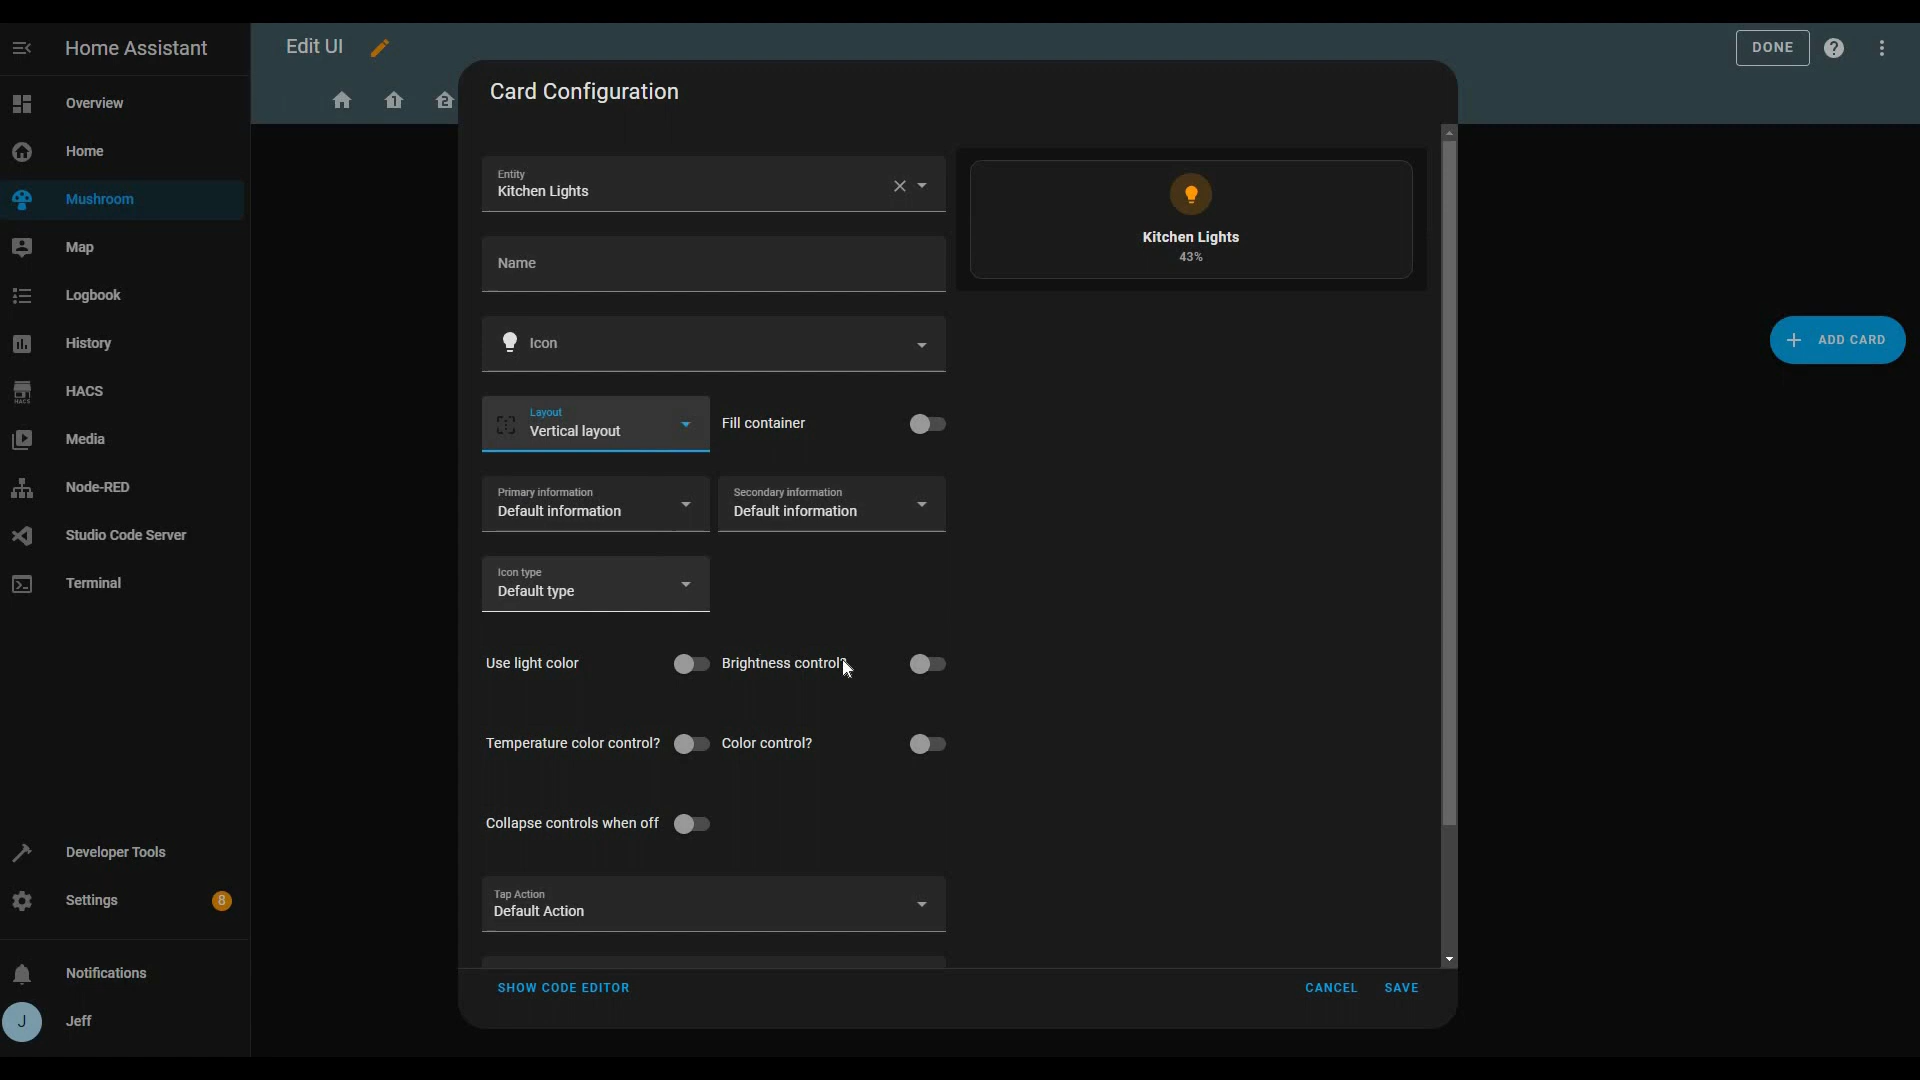 Home Assistant
Overview
Home
Mushroom
Map
Logbook
History
HACS
HACS
Media
Node-RED
Studio Code Server
Terminal
Developer Tools
Settings
8
Notifications
J
Jeff
Edit UI
DONE
?
1
2
Card Configuration
Entity
Kitchen Lights
Name
Icon
Layout
Vertical layout
Fill container
Primary information
Default information
Secondary information
Default information
Icon type
Default type
Use light color
Brightness control?
Temperature color control?
Color control?
Collapse controls when off
Tap Action
Default Action
Kitchen Lights
43%
ADD CARD
SHOW CODE EDITOR
CANCEL
SAVE